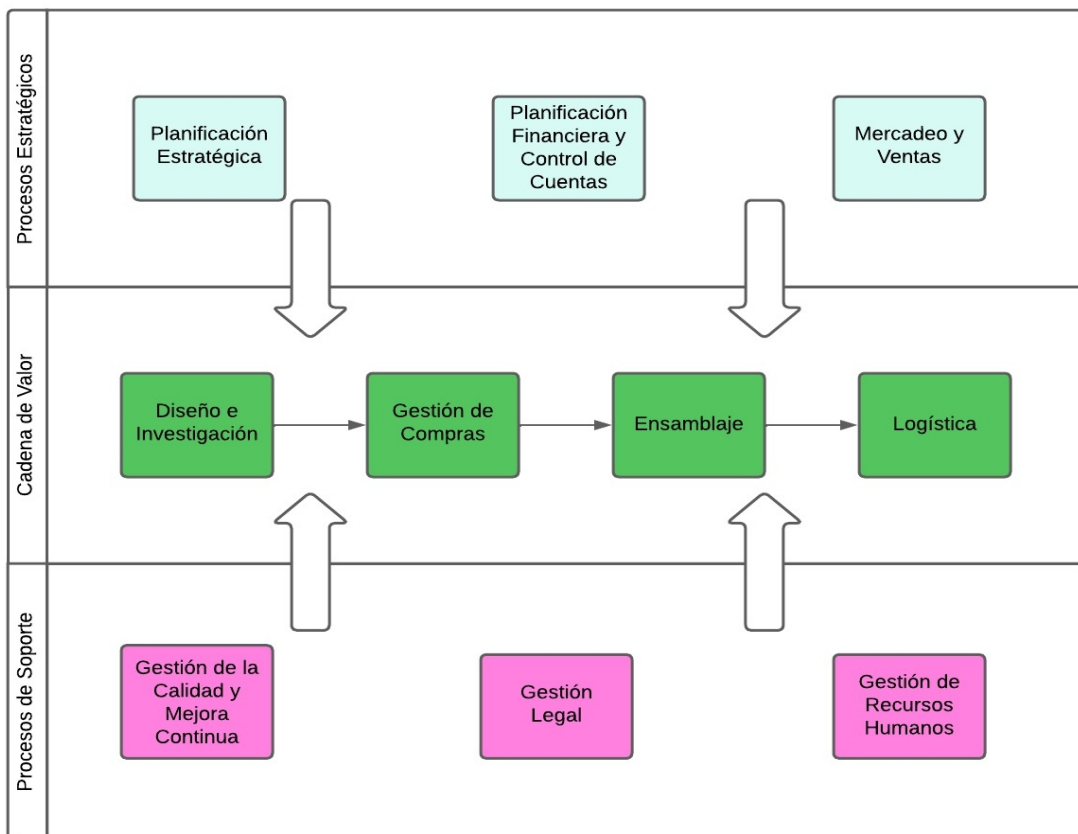 Procesos Estratégicos
Planificación
Estratégica
Planificación
Financiera y
Control de
Cuentas
Mercadeo y
Ventas
Cadena de Valor
Diseño e
Investigación
Gestión de
Compras
Ensamblaje
Logística
Procesos de Soporte
Gestión de la
Calidad y
Mejora
Continua
Gestión
Legal
Gestión de
Recursos
Humanos